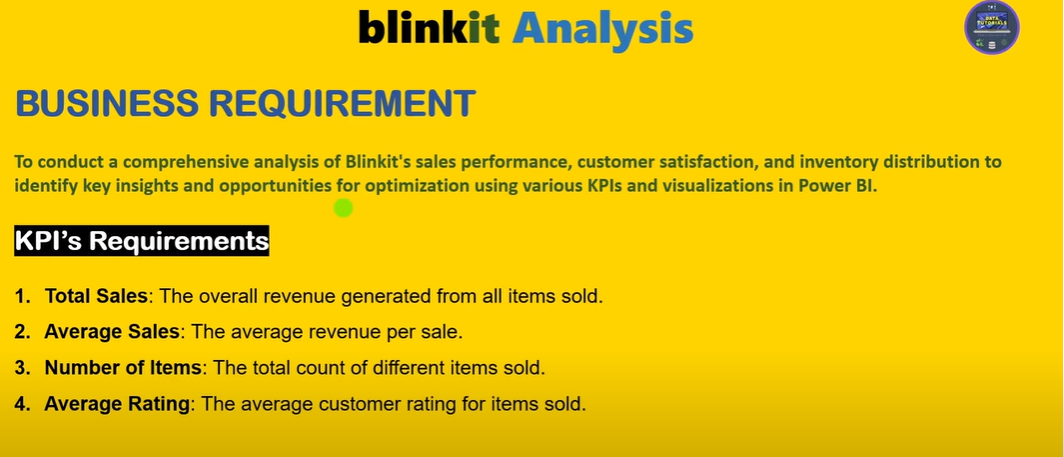 blinkit Analysis
DATA
TUTORIALS
BUSINESS REQUIREMENT
To conduct a comprehensive analysis of Blinkit's sales performance, customer satisfaction, and inventory distribution to
identify key insights and opportunities for optimization using various KPIs and visualizations in Power BI.
KPI's Requirements
1. Total Sales: The overall revenue generated from all items sold.
2. Average Sales: The average revenue per sale.
3. Number of Items: The total count of different items sold.
4. Average Rating: The average customer rating for items sold.